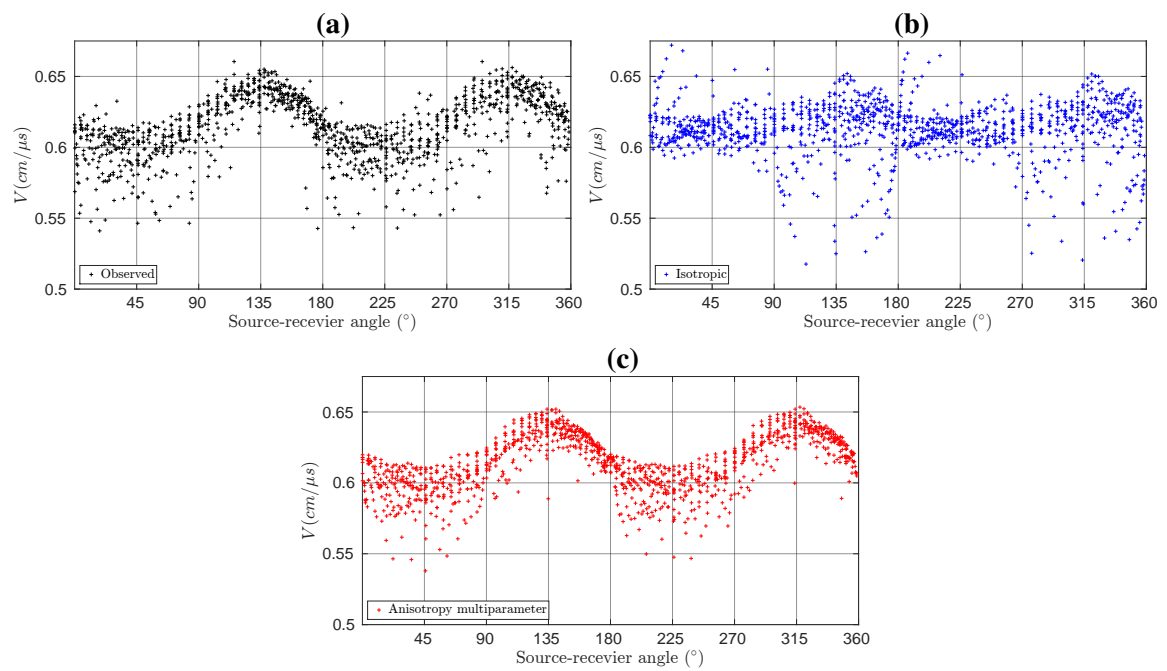 (a)
(b)
0.65
0.6
0.55
0.5
V(cm/μs)
Observed
45 90 135 180 225 270 315 360
Source-recevier angle (°)
0.65
0.6
0.55
0.5
V(cm/μs)
Isotropic
45 90 135 180 225 270 315 360
Source-recevier angle (°)
(c)
0.65
0.6
0.55
0.5
V(cm/μs)
Anisotropy multiparameter
45 90 135 180 225 270 315 360
Source-recevier angle (°)